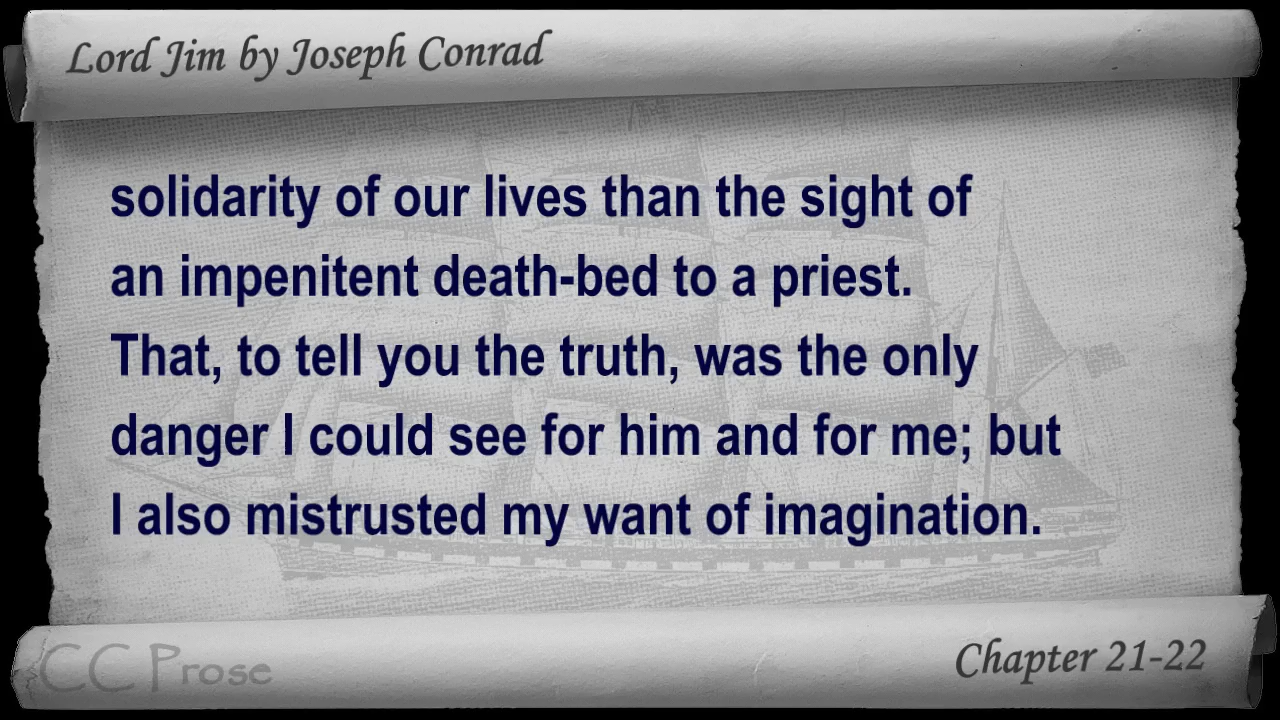 Lord Jim by Joseph Conrad
solidarity of our lives than the sight of
an impenitent death-bed to a priest.
That, to tell you the truth, was the only
danger I could see for him and for me; but
I also mistrusted my want of imagination.
CC Prose
Chapter 21-22